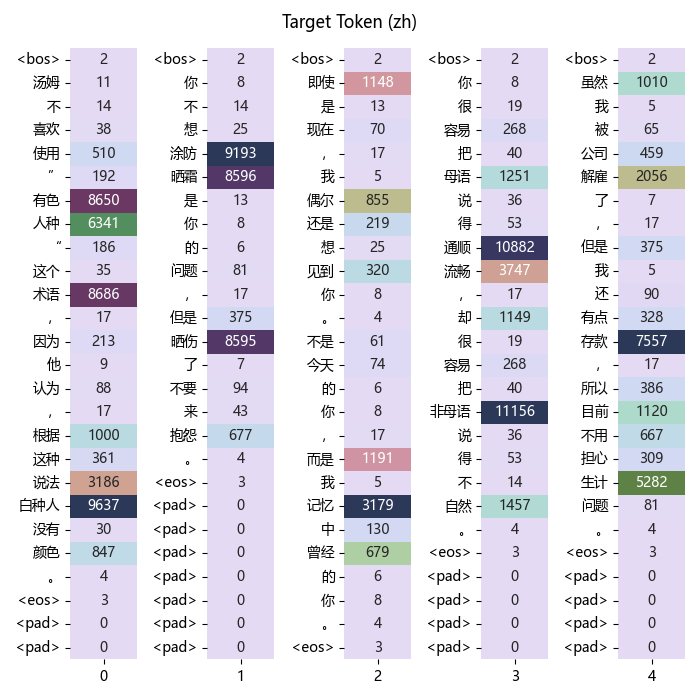 Target Token (zh)
<bos> 2 <bos> 2 <bos> 2 <bos> 2 <bos> 2
汤姆 11 你 8 即使 1148 你 8 虽然 1010
不 14 不 14 是 13 很 19 我 5
喜欢 38 想 25 现在 70 容易 268 被 65
使用 510 涂防 9193 , 17 把 40 公司 459
” 192 晒霜 8596 我 5 母语 1251 解雇 2056
有色 8650 是 13 偶尔 855 说 36 了 7
人种 6341 你 8 还是 219 得 53 , 17
“ 186 的 6 想 25 通顺 10882 但是 375
这个 35 问题 81 见到 320 流畅 3747 我 5
术语 8686 , 17 你 8 , 17 还 90
, 17 但是 375 。 4 却 1149 有点 328
因为 213 晒伤 8595 不是 61 很 19 存款 7557
他 9 了 7 今天 74 容易 268 , 17
认为 88 不要 94 的 6 把 40 所以 386
, 17 来 43 你 8 非母语 11156 目前 1120
根据 1000 抱怨 677 , 17 说 36 不用 667
这种 361 。 4 而是 1191 得 53 担心 309
说法 3186 <eos> 3 我 5 不 14 生计 5282
白种人 9637 <pad> 0 记忆 3179 自然 1457 问题 81
没有 30 <pad> 0 中 130 。 4 。 4
颜色 847 <pad> 0 曾经 679 <eos> 3 <eos> 3
。 4 <pad> 0 的 6 <pad> 0 <pad> 0
<eos> 3 <pad> 0 你 8 <pad> 0 <pad> 0
<pad> 0 <pad> 0 。 4 <pad> 0 <pad> 0
<pad> 0 <pad> 0 <eos> 3 <pad> 0 <pad> 0
0 1 2 3 4